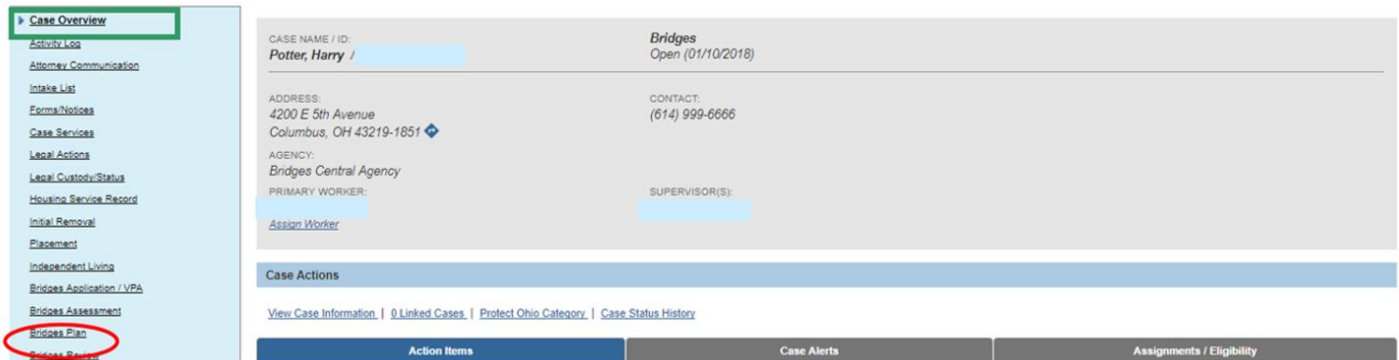 Case Overview
Activity Log
Attorney Communication
Intake List
Forms/Notices
Case Services
Legal Actions
Legal Custody/Status
Housing Service Record
Initial Removal
Placement
Independent Living
Bridges Application / VPA
Bridges Assessment
Bridges Plan
Bridges Review
CASE NAME / ID:
Potter, Harry /
Bridges
Open (01/10/2018)
ADDRESS:
4200 E 5th Avenue
Columbus, OH 43219-1851
CONTACT:
(614) 999-6666
AGENCY:
Bridges Central Agency
PRIMARY WORKER:
SUPERVISOR(S):
Assign Worker
Case Actions
View Case Information | 0 Linked Cases | Protect Ohio Category | Case Status History
Action Items
Case Alerts
Assignments / Eligibility